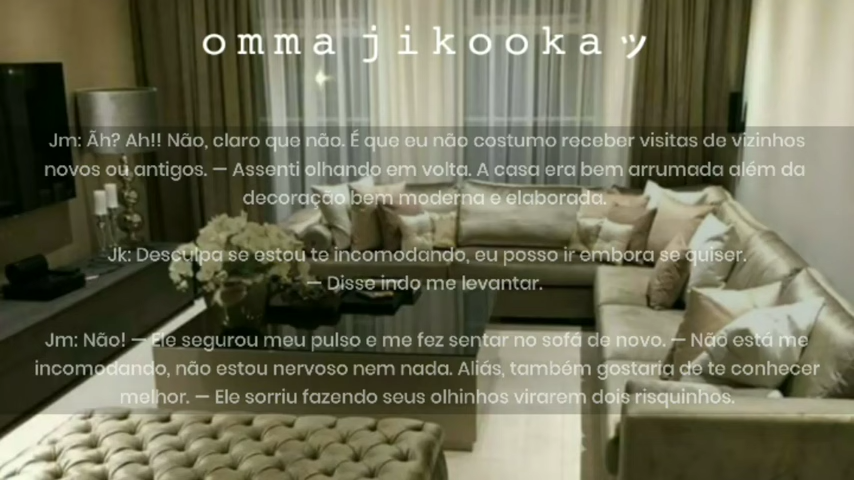 omma jikookaッ
Jm: Ãh? Ah!! Não, claro que não. É que eu não costumo receber visitas de vizinhos
novos ou antigos. — Assenti olhando em volta. A casa era bem arrumada além da
decoração bem moderna e elaborada.
Jk: Desculpa se estou te incomodando, eu posso ir embora se quiser.
— Disse indo me levantar.
Jm: Não! — Ele segurou meu pulso e me fez sentar no sofá de novo. — Não está me
incomodando, não estou nervoso nem nada. Aliás, também gostaria de te conhecer
melhor. — Ele sorriu fazendo seus olhinhos virarem dois risquinhos.